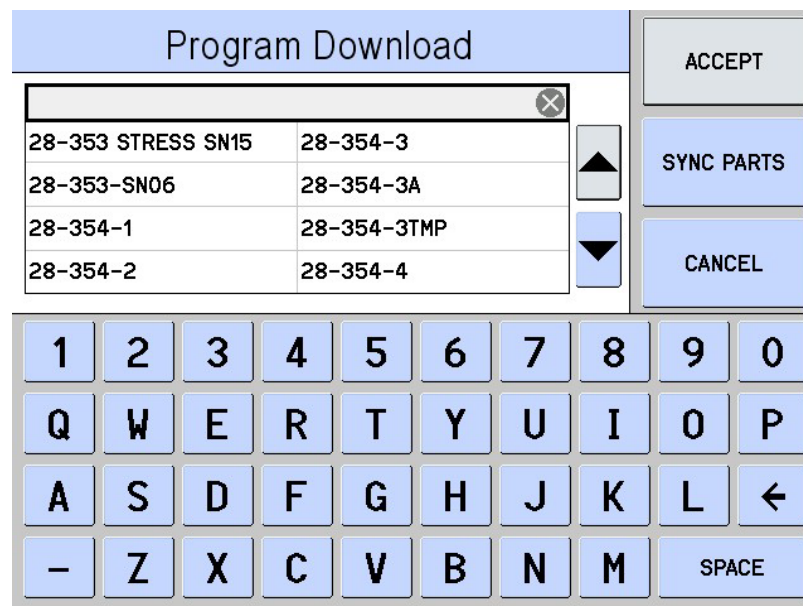 Program Download
ACCEPT
28-353 STRESS SN15 28-354-3
SYNC PARTS
28-353-SN06 28-354-3A
28-354-1 28-354-3TMP
CANCEL
28-354-2 28-354-4
1 2 3 4 5 6 7 8 9 0
Q W E R T Y U I O P
A S D F G H J K L ←
- Z X C V B N M SPACE